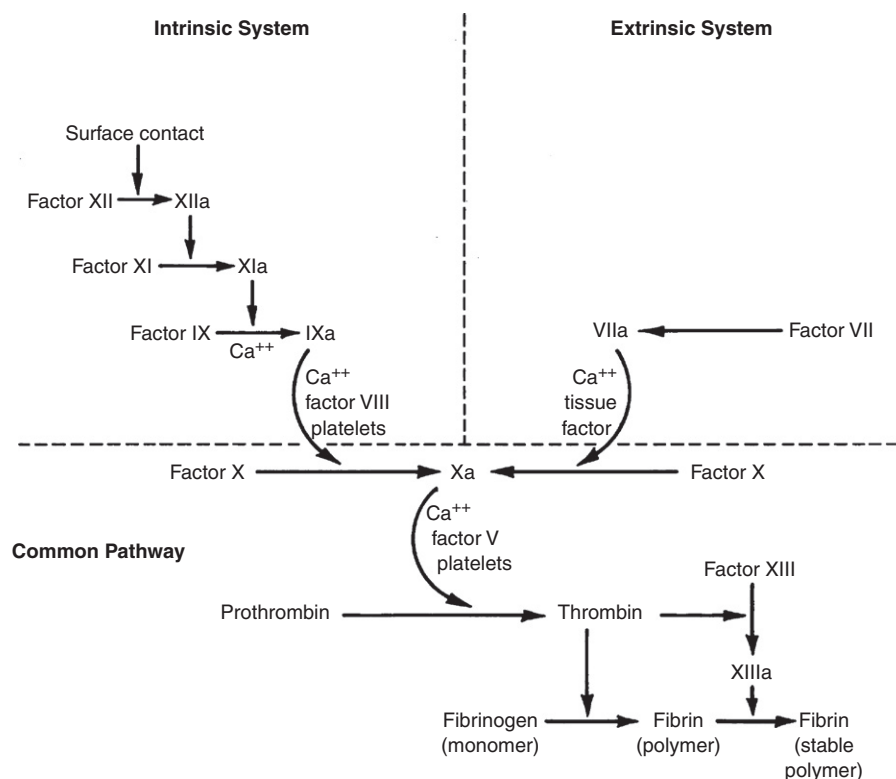 Intrinsic System
Extrinsic System
Surface contact
Factor XII
XIIa
Factor XI
XIa
Factor IX
Ca++
IXa
VIIa
Factor VII
Ca++
factor VIII
platelets
Ca++
tissue
factor
Factor X
Xa
Factor X
Ca++
factor V
platelets
Common Pathway
Factor XIII
Prothrombin
Thrombin
XIIIa
Fibrinogen
(monomer)
Fibrin
(polymer)
Fibrin
(stable
polymer)